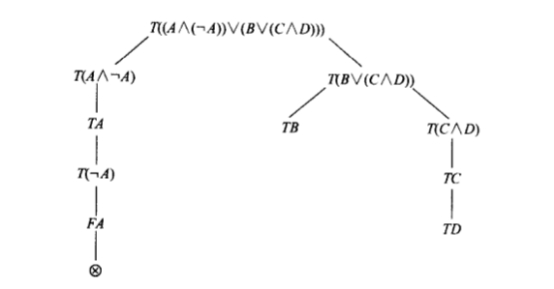 T((A∧(¬A))∨(B∨(C∧D)))
T(A∧¬A) T(B∨(C∧D))
TA TB T(C∧D)
T(¬A) TC
FA TD
⊗